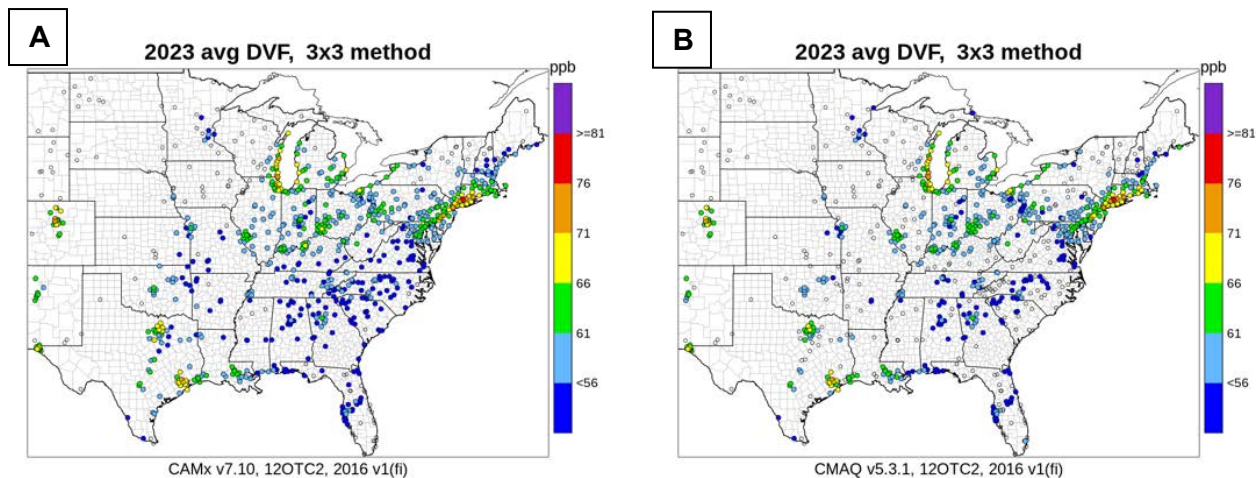 A
2023 avg DVF, 3x3 method
ppb
>=81
76
71
66
61
<56
CAMx v7.10, 12OTC2, 2016 v1(fi)
B
2023 avg DVF, 3x3 method
ppb
>=81
76
71
66
61
<56
CMAQ v5.3.1, 12OTC2, 2016 v1(fi)